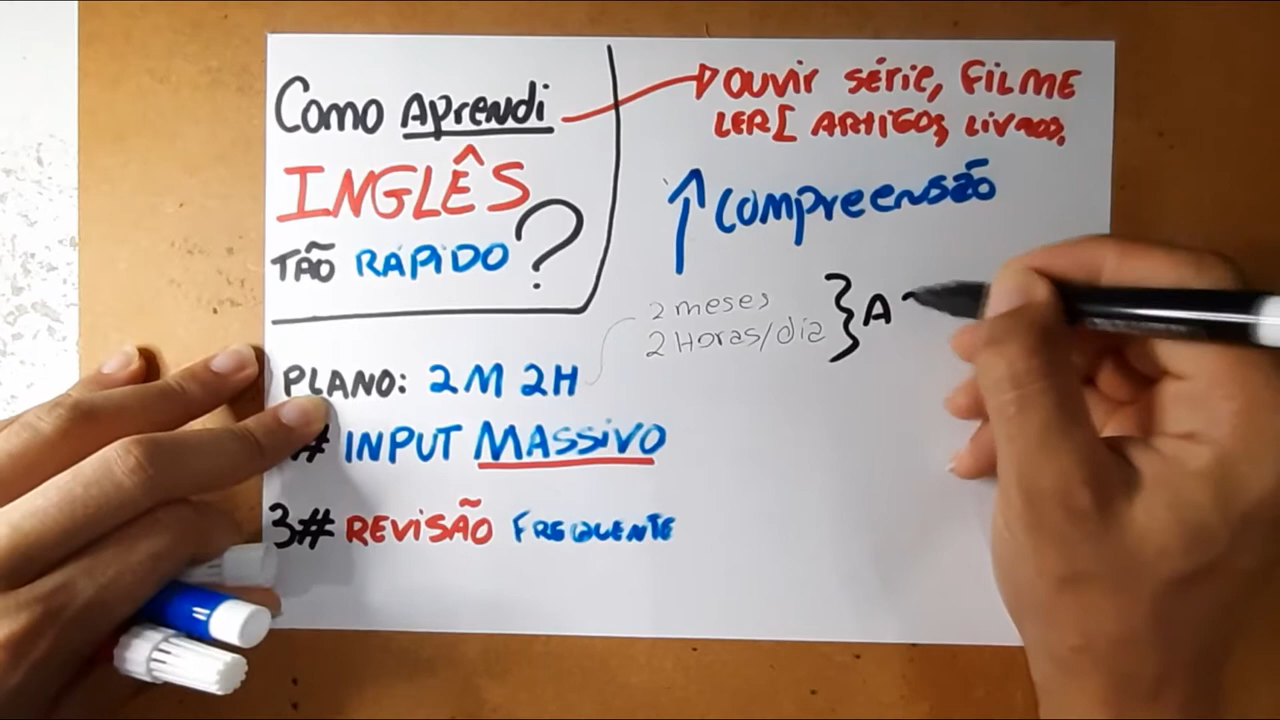 Como Aprendi
INGLÊS
TÃO RÁPIDO?
OUVIR SÉRIE, FILME
LER[ ARTIGOS, LIVROS,
↑ COMPREENSÃO
2 meses
2 Horas/dia } A
PLANO: 2M 2H
# INPUT MASSIVO
3# REVISÃO FREQUENTE